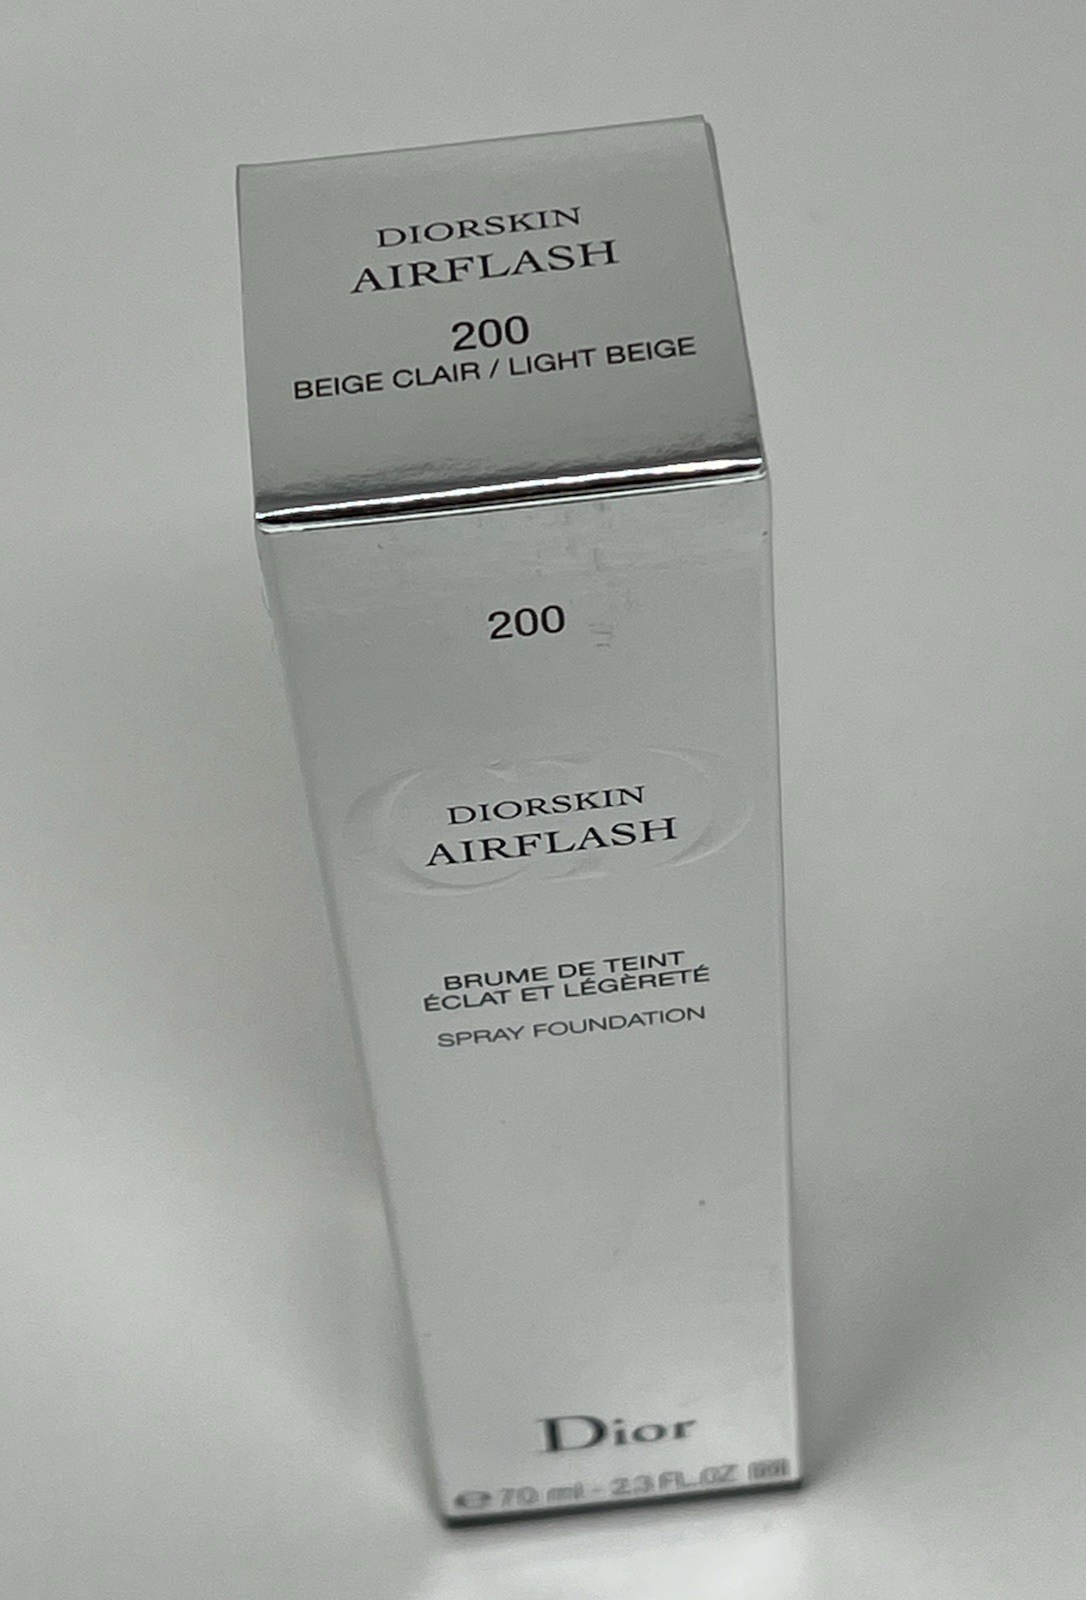 DIORSKIN
AIRFLASH
200
BEIGE CLAIR / LIGHT BEIGE
200
DIORSKIN
AIRFLASH
BRUME DE TEINT
ÉCLAT ET LÉGÈRETÉ
SPRAY FOUNDATION
Dior
e 70 ml - 2.3 FL.OZ